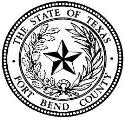 THE STATE OF TEXAS
FORT BEND COUNTY